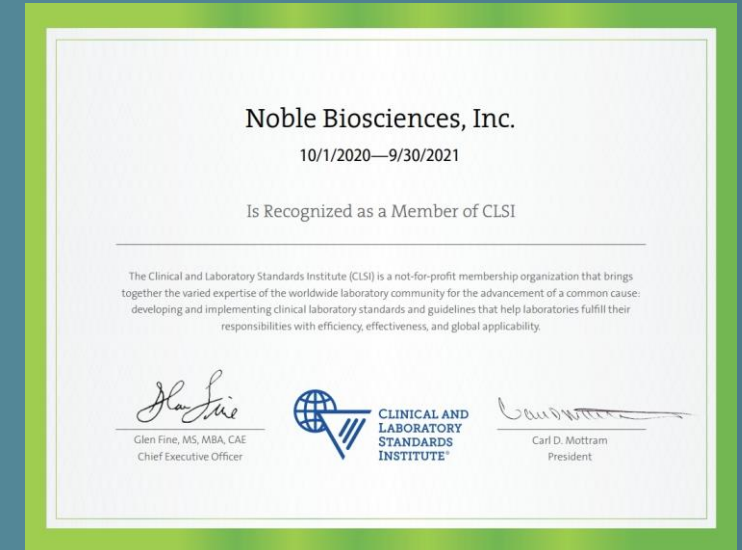 Noble Biosciences, Inc.
10/1/2020—9/30/2021
Is Recognized as a Member of CLSI
The Clinical and Laboratory Standards Institute (CLSI) is a not-for-profit membership organization that brings
together the varied expertise of the worldwide laboratory community for the advancement of a common cause:
developing and implementing clinical laboratory standards and guidelines that help laboratories fulfill their
responsibilities with efficiency, effectiveness, and global applicability.
Glen Fine
Glen Fine, MS, MBA, CAE
Chief Executive Officer
CLINICAL AND
LABORATORY
STANDARDS
INSTITUTE®
Carl D. Mottram
President